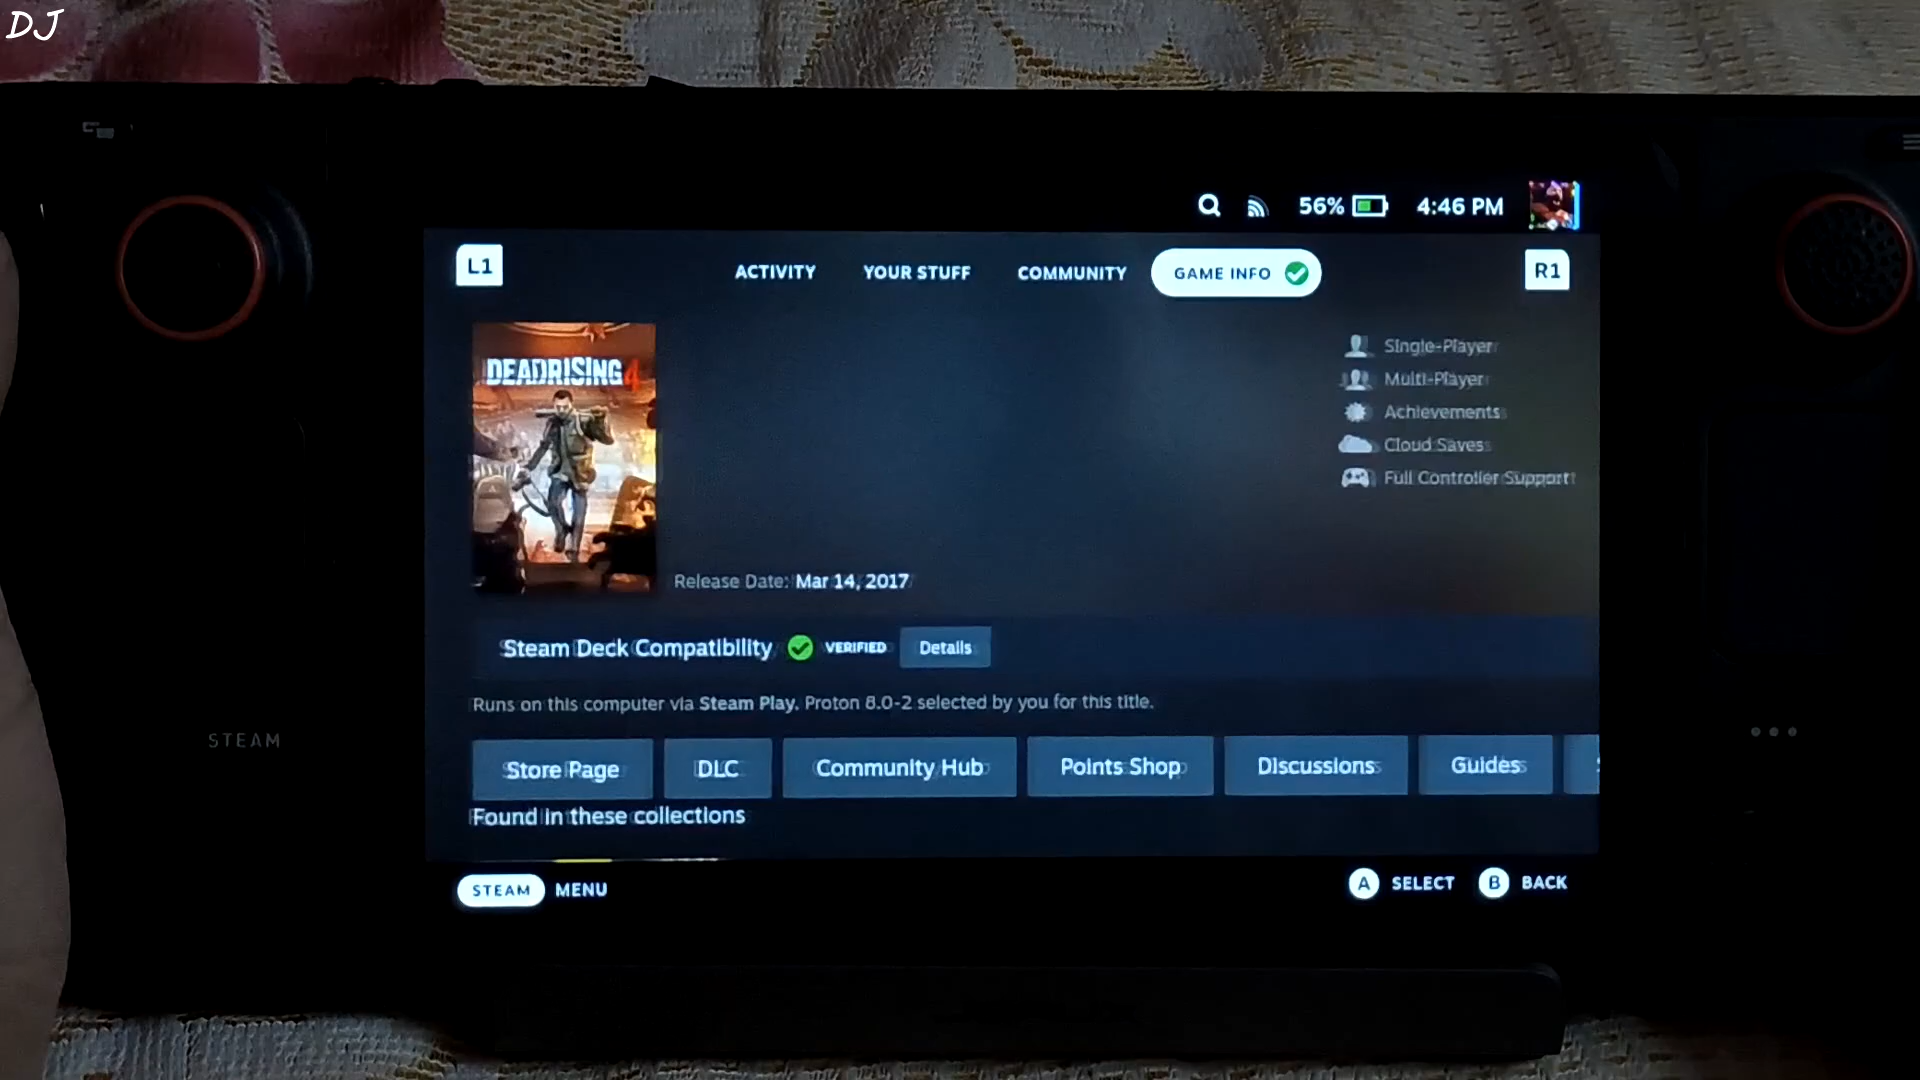 DJ
56% 4:46 PM
L1 ACTIVITY YOUR STUFF COMMUNITY GAME INFO R1
DEADRISING 4
Single-Player
Multi-Player
Achievements
Cloud Saves
Full Controller Support
Release Date: Mar 14, 2017
Steam Deck Compatibility VERIFIED Details
Runs on this computer via Steam Play. Proton 8.0-2 selected by you for this title.
STEAM
Store Page DLC Community Hub Points Shop Discussions Guides
Found in these collections
STEAM MENU A SELECT B BACK